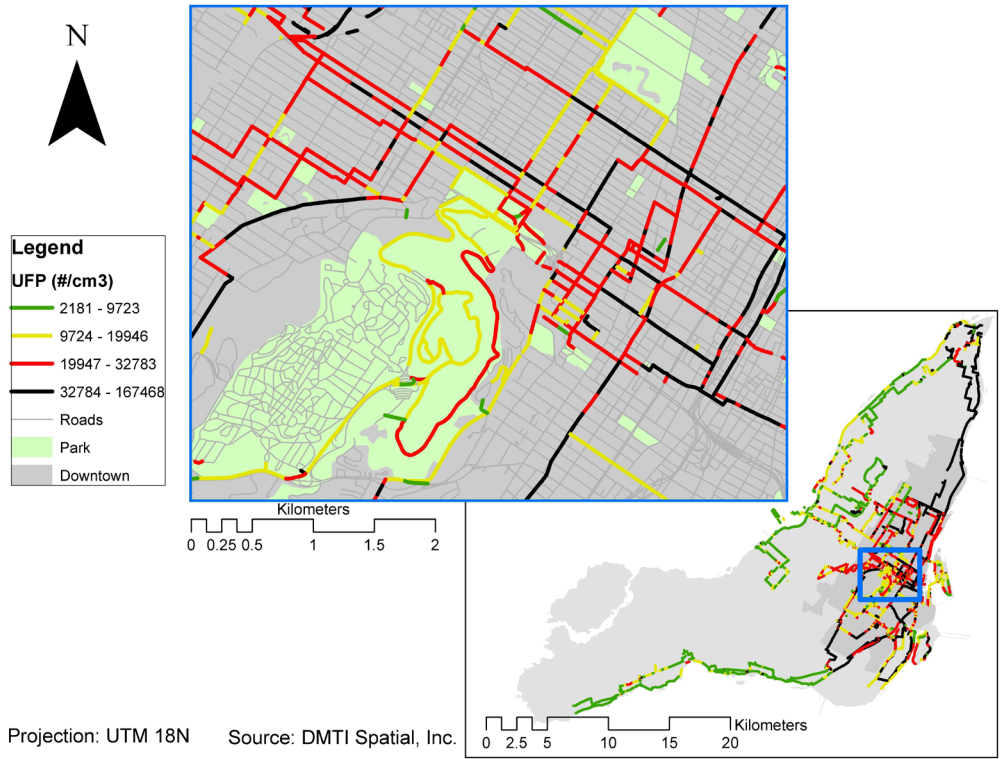 N
Legend
UFP (#/cm3)
2181 - 9723
9724 - 19946
19947 - 32783
32784 - 167468
Roads
Park
Downtown
Kilometers
0 0.25 0.5 1 1.5 2
Kilometers
0 2.5 5 10 15 20
Projection: UTM 18N Source: DMTI Spatial, Inc.